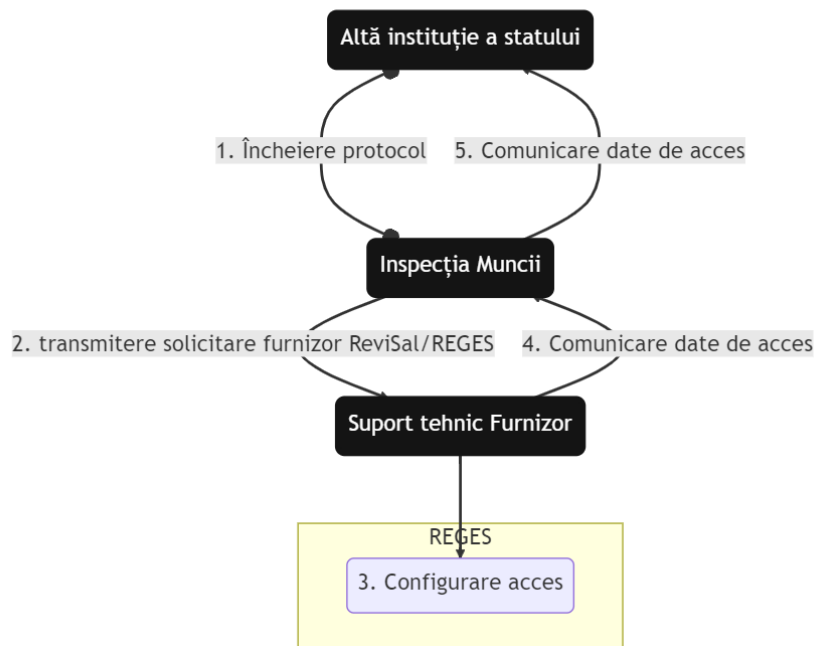 Altă instituție a statului
1. Încheiere protocol
5. Comunicare date de acces
Inspecția Muncii
2. transmitere solicitare furnizor ReviSal/REGES
4. Comunicare date de acces
Suport tehnic Furnizor
REGES
3. Configurare acces